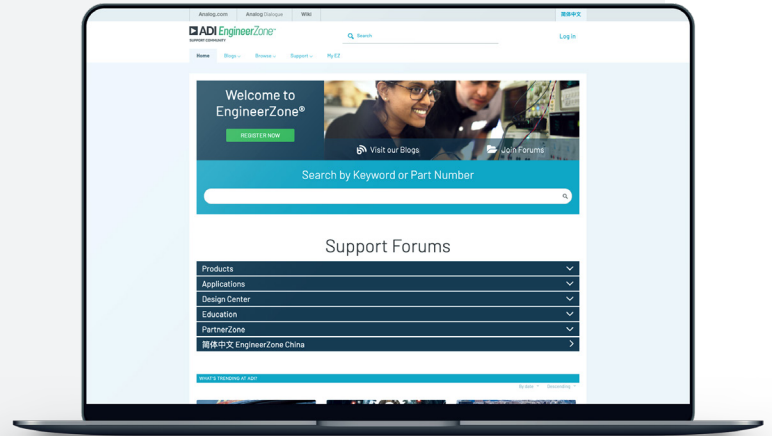 Analog.com Analog Dialogue Wiki 简体中文
ADI EngineerZone™
SUPPORT COMMUNITY
Search
Log in
Home Blogs Browse Support My EZ
Welcome to
EngineerZone®
REGISTER NOW
Visit our Blogs Join Forums
Search by Keyword or Part Number
Support Forums
Products
Applications
Design Center
Education
PartnerZone
简体中文 EngineerZone China
WHAT'S TRENDING AT ADI?
By date Descending